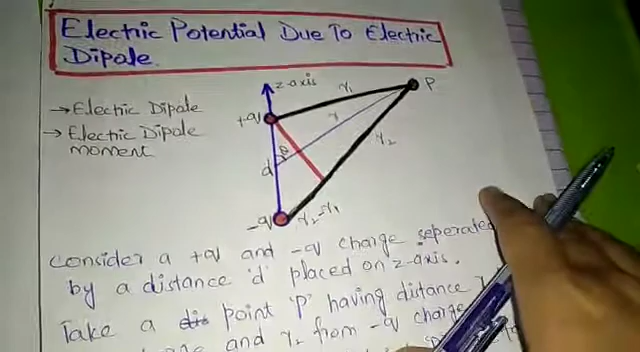 Electric Potential Due To Electric
Dipole.
z-axis
→ Electric Dipole
→ Electric Dipole
moment
+q
r₁
P
r
r₂
θ
d
-q
r₂-r₁
Consider a +q and -q charge seperated
by a distance 'd' placed on z-axis.
Take a point 'P' having distance
and r₂ from -q charge